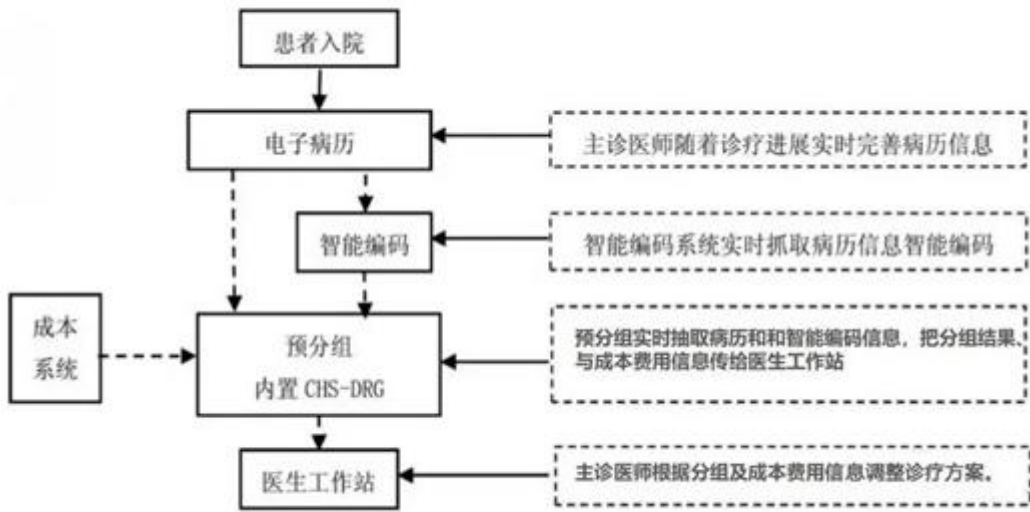 患者入院
电子病历
主诊医师随着诊疗进展实时完善病历信息
智能编码
智能编码系统实时抓取病历信息智能编码
成本
系统
预分组
内置 CHS-DRG
预分组实时抽取病历和和智能编码信息，把分组结果、
与成本费用信息传给医生工作站
医生工作站
主诊医师根据分组及成本费用信息调整诊疗方案。